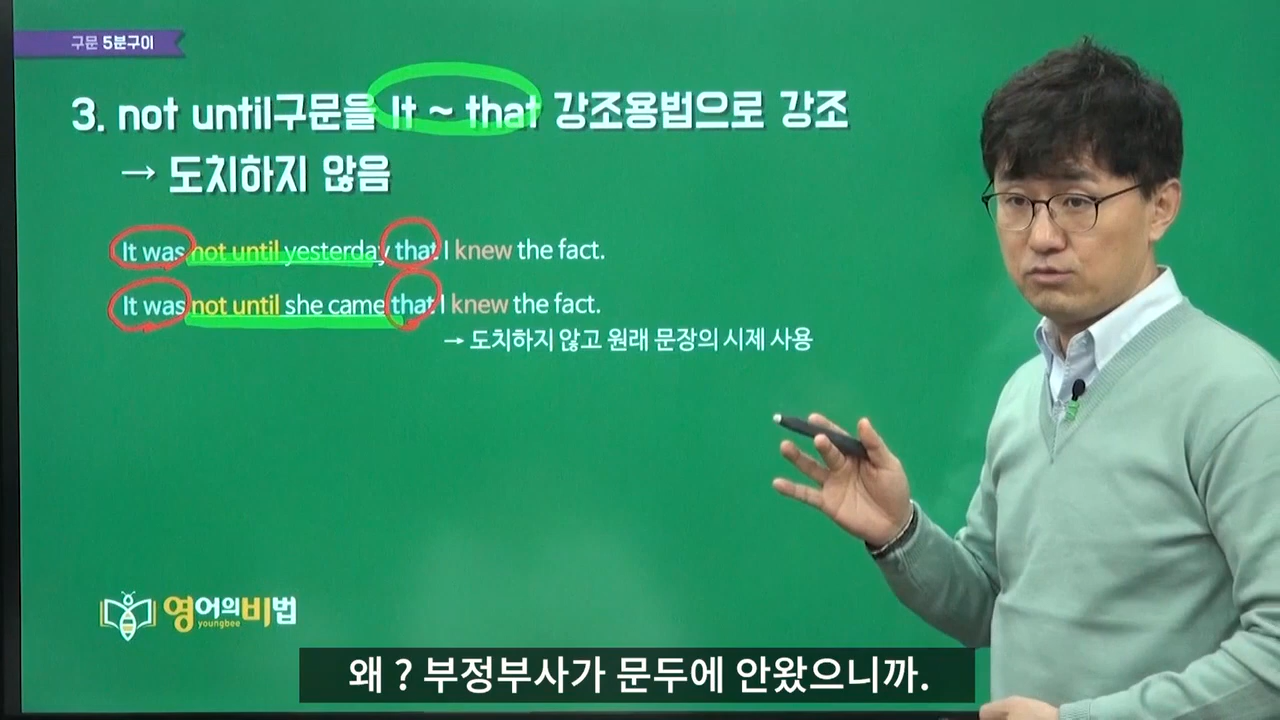 구문 5분구이
3. not until구문을 It ~ that 강조용법으로 강조
→ 도치하지 않음
It was not until yesterday that I knew the fact.
It was not until she came that I knew the fact.
→ 도치하지 않고 원래 문장의 시제 사용
영어의비법
youngbee
왜 ? 부정부사가 문두에 안왔으니까.